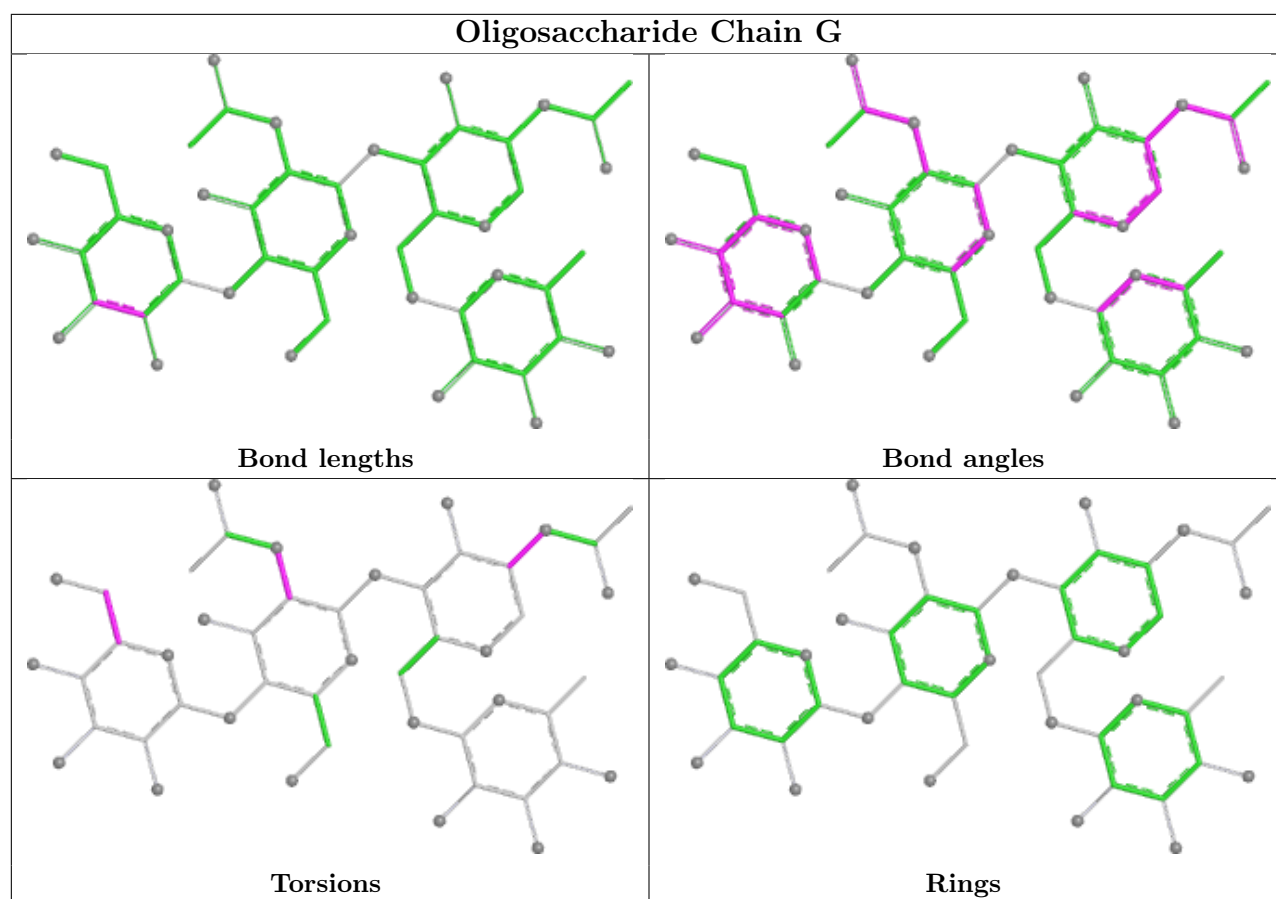 Oligosaccharide Chain G
Bond lengths
Bond angles
Torsions
Rings